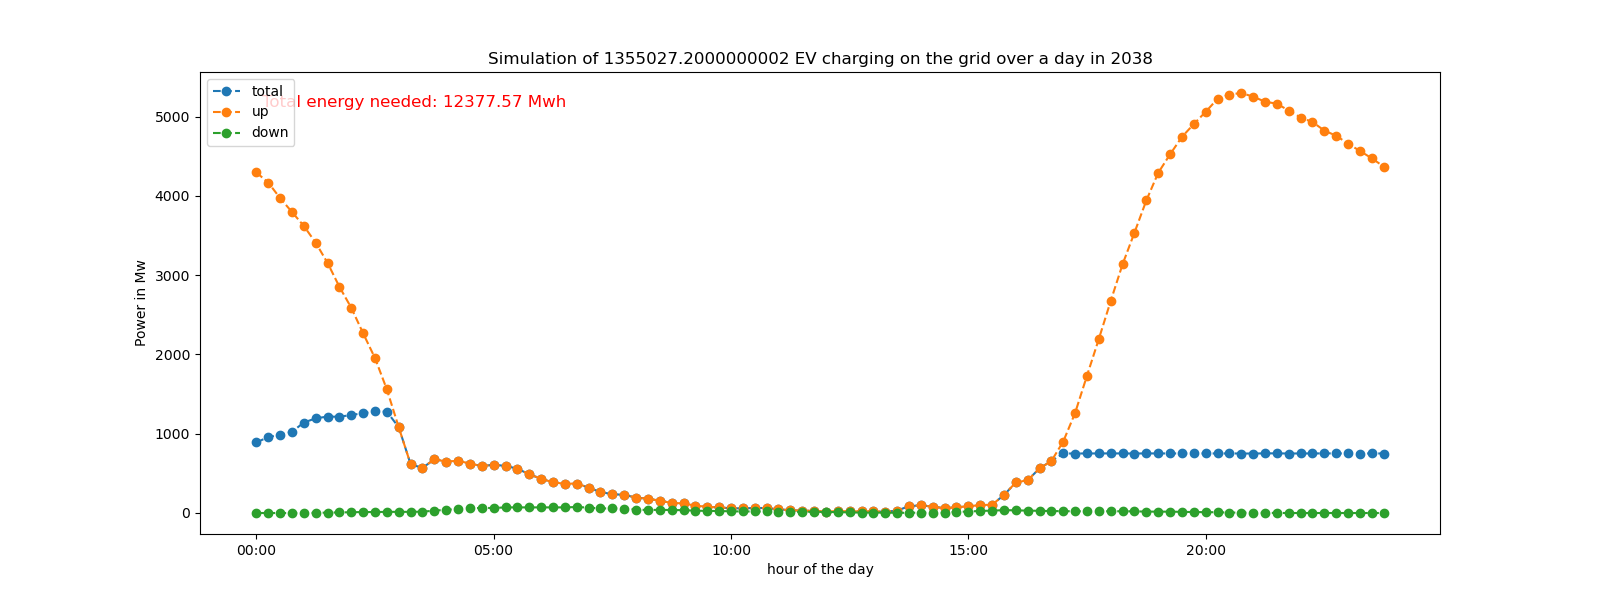 Simulation of 1355027.2000000002 EV charging on the grid over a day in 2038
total
up
down
Total energy needed: 12377.57 Mwh
Power in Mw
5000
4000
3000
2000
1000
0
00:00
05:00
10:00
15:00
20:00
hour of the day